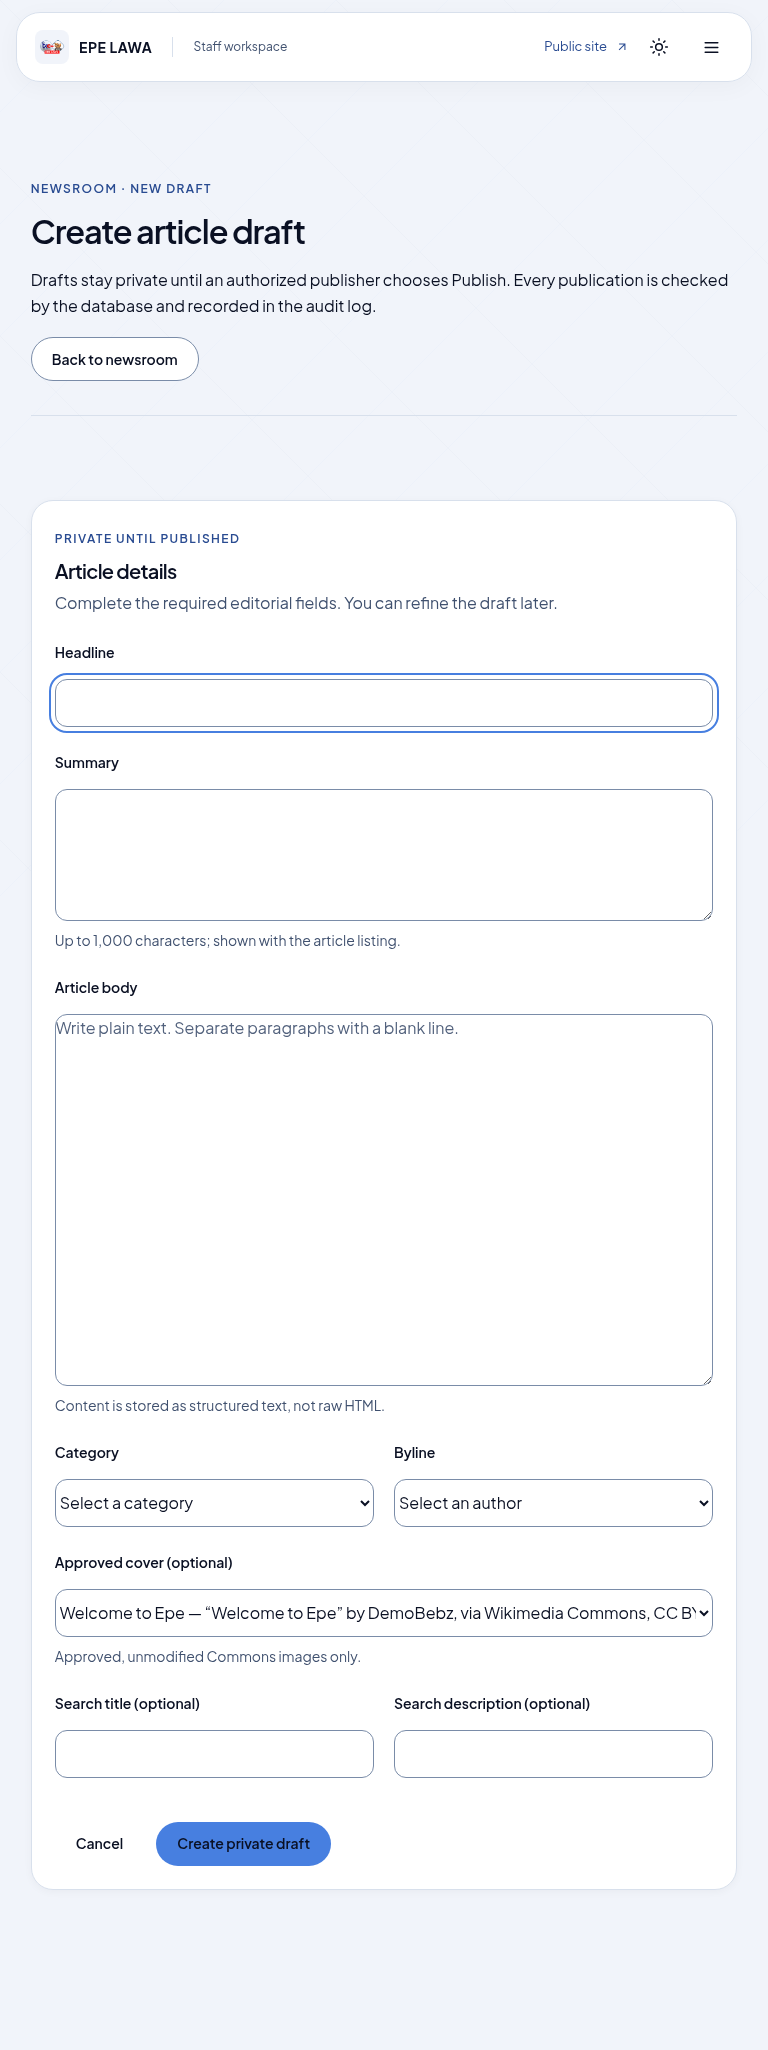 EPE LAWA
Staff workspace
Public site
NEWSROOM · NEW DRAFT
Create article draft
Drafts stay private until an authorized publisher chooses Publish. Every publication is checked
by the database and recorded in the audit log.
Back to newsroom
PRIVATE UNTIL PUBLISHED
Article details
Complete the required editorial fields. You can refine the draft later.
Headline
Summary
Up to 1,000 characters; shown with the article listing.
Article body
Write plain text. Separate paragraphs with a blank line.
Content is stored as structured text, not raw HTML.
Category
Byline
Select a category
Select an author
Approved cover (optional)
Welcome to Epe — “Welcome to Epe” by DemoBebz, via Wikimedia Commons, CC BY
Approved, unmodified Commons images only.
Search title (optional)
Search description (optional)
Cancel
Create private draft